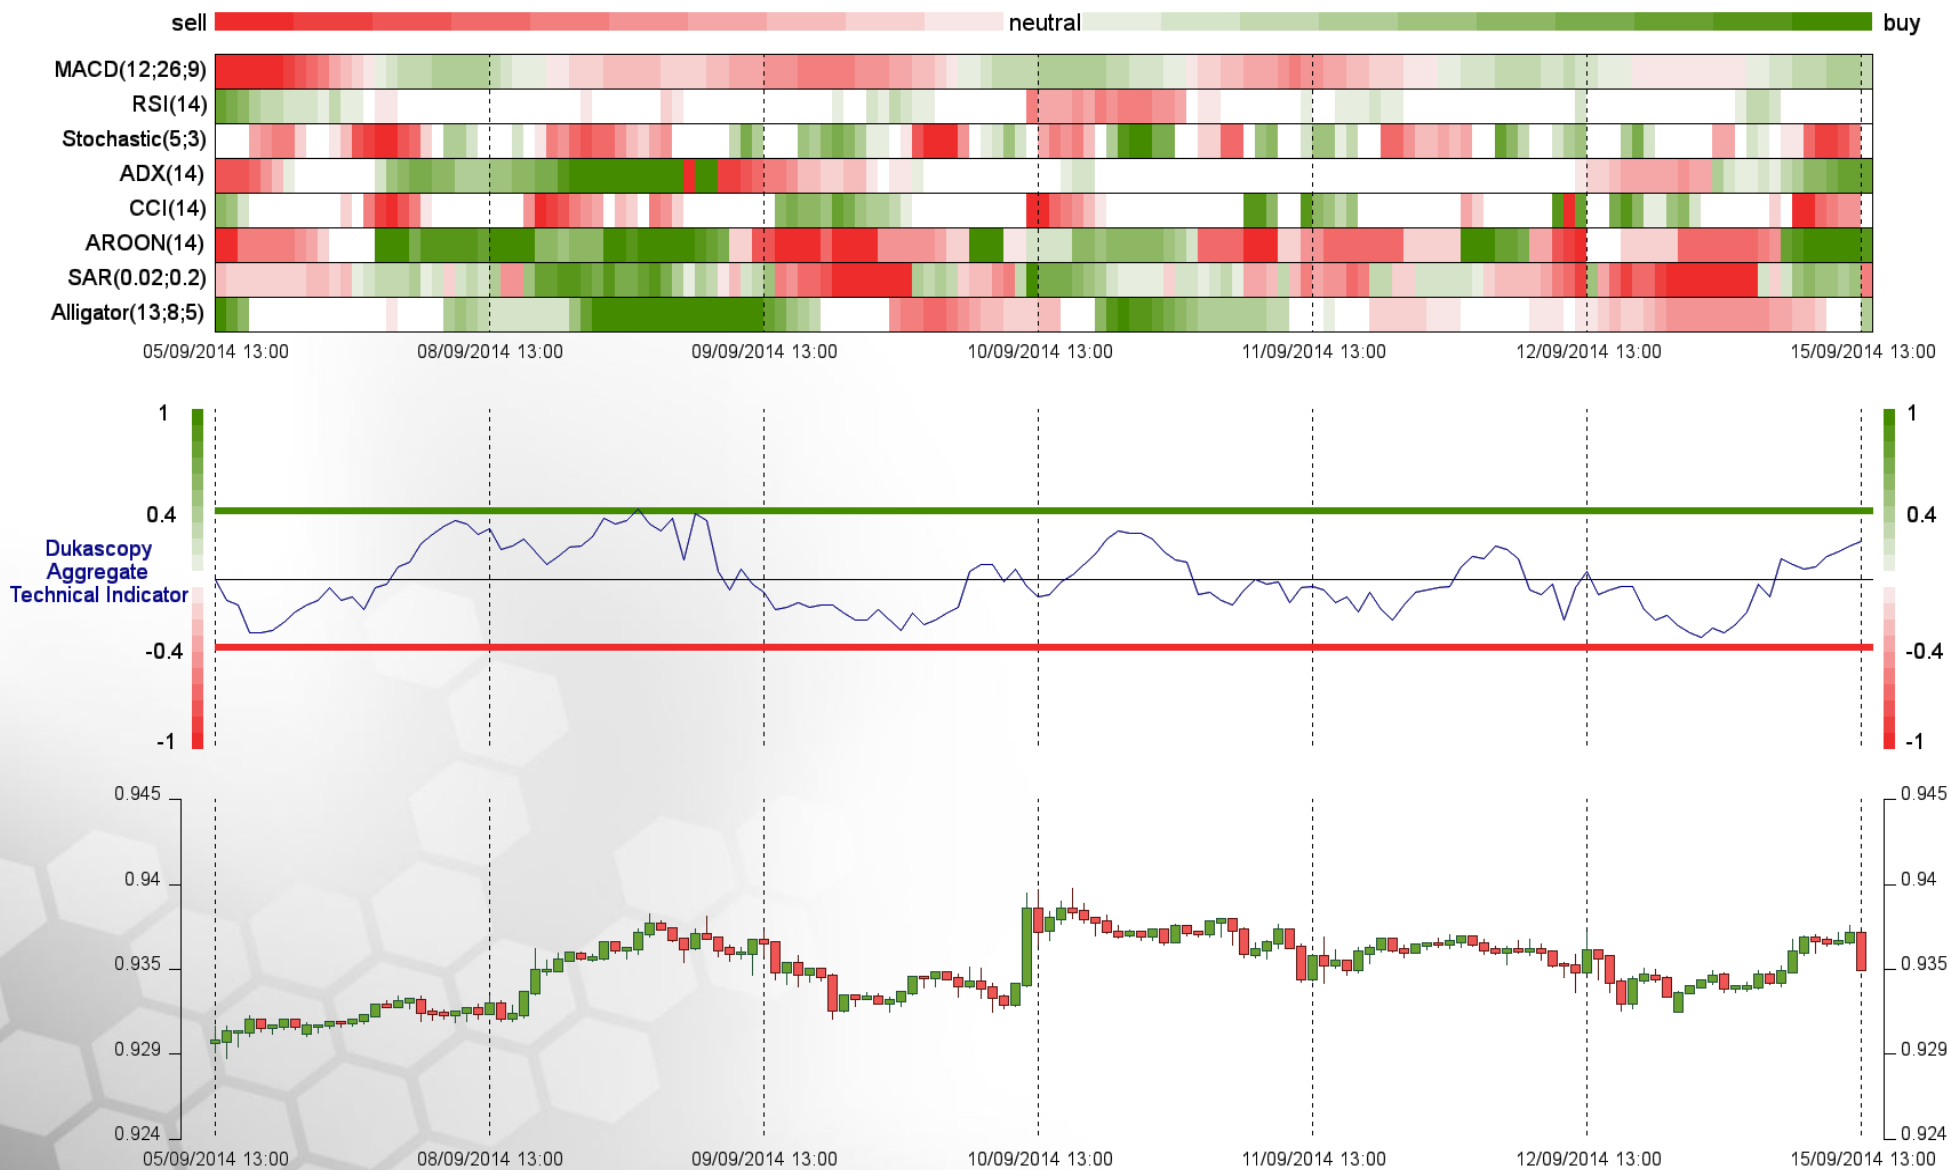 sell neutral buy
MACD(12;26;9)
RSI(14)
Stochastic(5;3)
ADX(14)
CCI(14)
AROON(14)
SAR(0.02;0.2)
Alligator(13;8;5)
05/09/2014 13:00 08/09/2014 13:00 09/09/2014 13:00 10/09/2014 13:00 11/09/2014 13:00 12/09/2014 13:00 15/09/2014 13:00
1 1
0.4 0.4
Dukascopy
Aggregate
Technical Indicator
-0.4 -0.4
-1 -1
0.945 0.945
0.94 0.94
0.935 0.935
0.929 0.929
0.924 0.924
05/09/2014 13:00 08/09/2014 13:00 09/09/2014 13:00 10/09/2014 13:00 11/09/2014 13:00 12/09/2014 13:00 15/09/2014 13:00